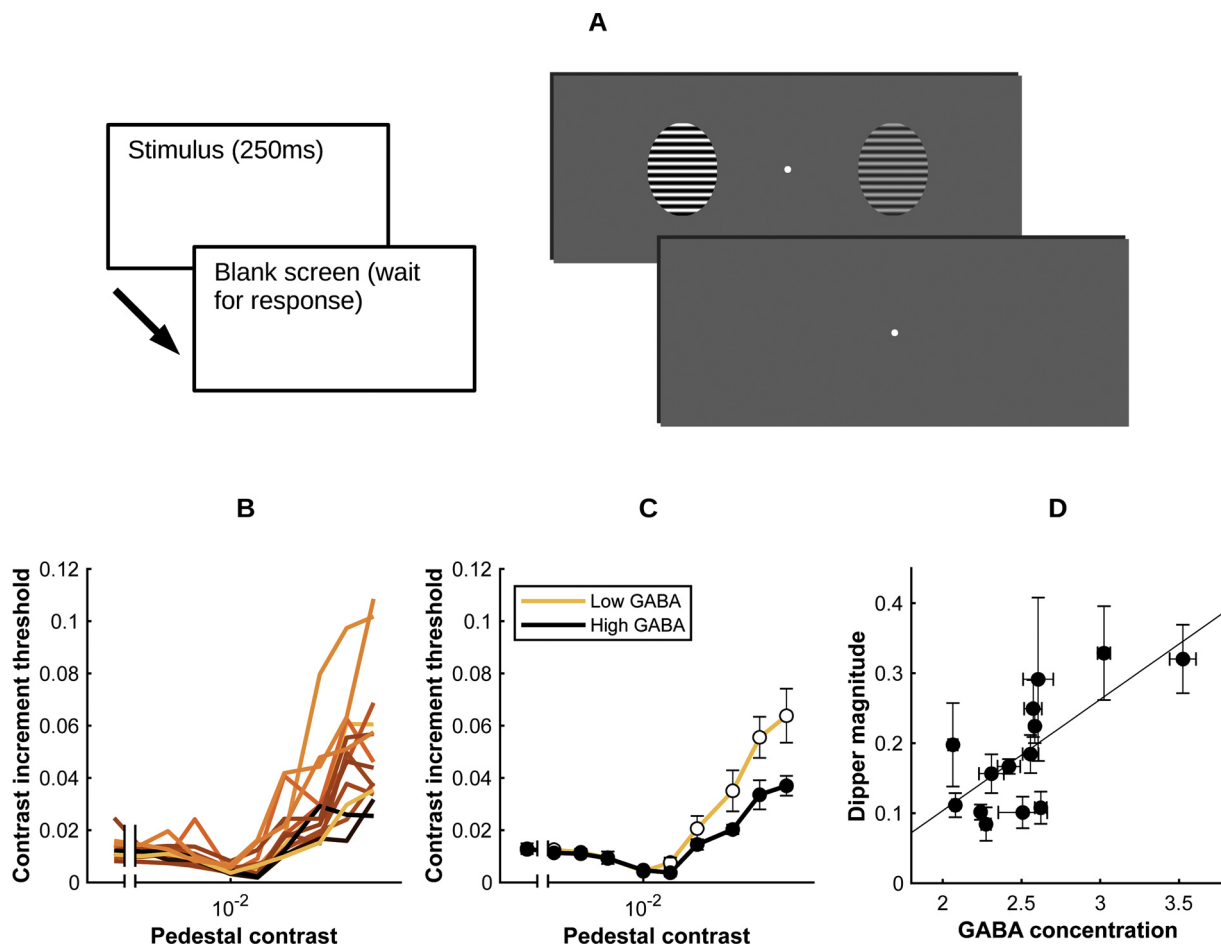 A
Stimulus (250ms)
Blank screen (wait
for response)
B
C
D
Contrast increment threshold
0.12
0.1
0.08
0.06
0.04
0.02
0
10-2
Pedestal contrast
Contrast increment threshold
0.12
0.1
0.08
0.06
0.04
0.02
0
Low GABA
High GABA
10-2
Pedestal contrast
Dipper magnitude
0.4
0.3
0.2
0.1
0
2
2.5
3
3.5
GABA concentration